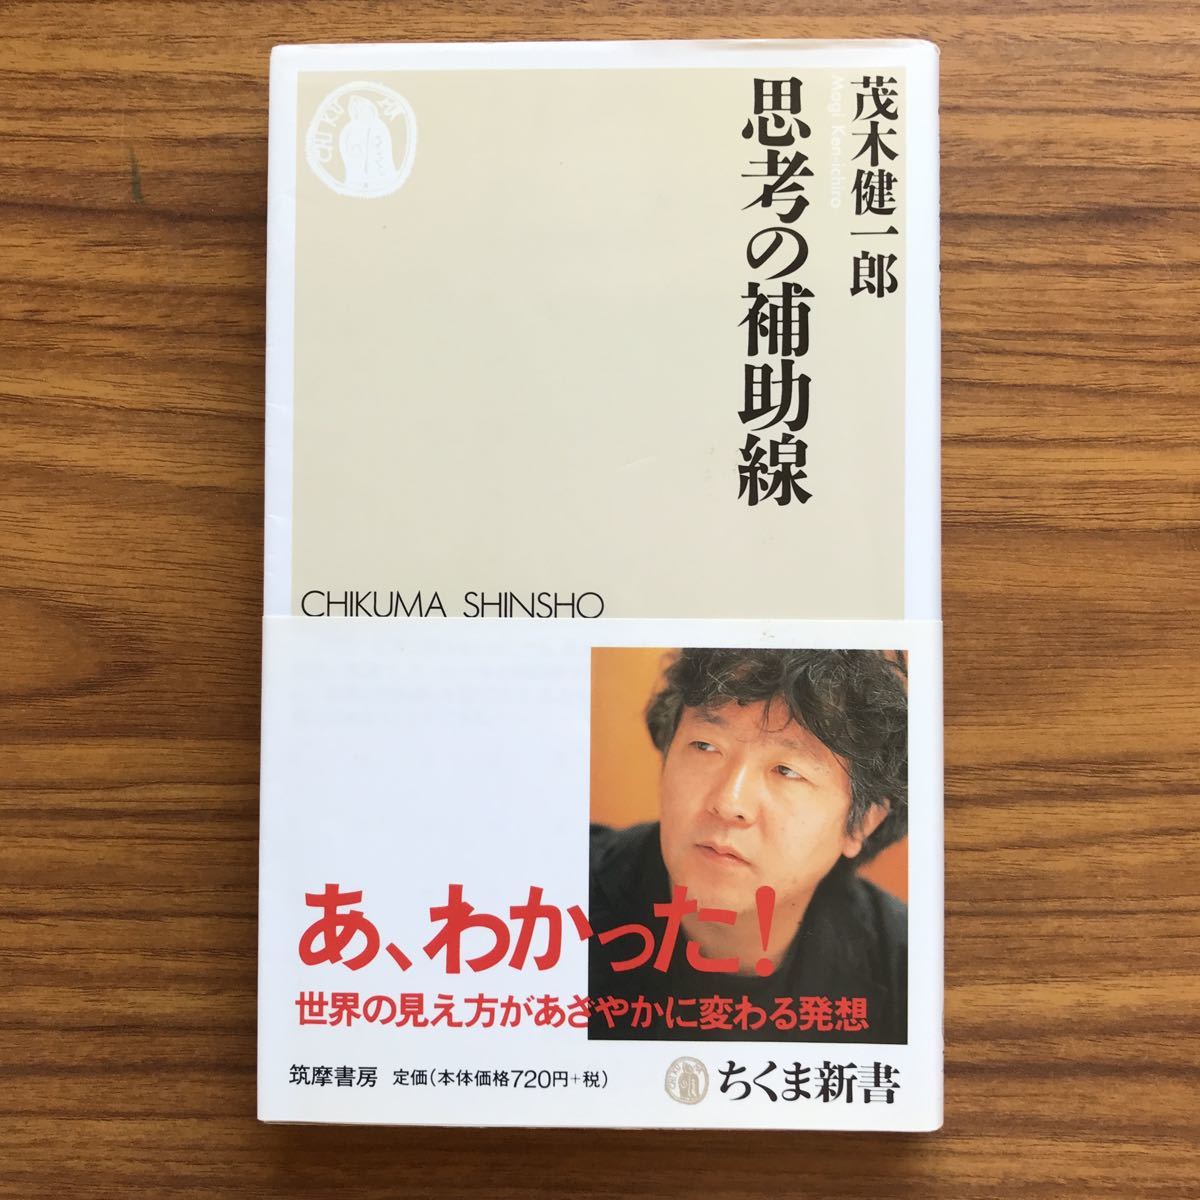 茂木健一郎
Mogi Ken-ichiro
思考の補助線
CHIKUMA SHINSHO
あ、わかった!
世界の見え方があざやかに変わる発想
筑摩書房 定価(本体価格720円+税)
ちくま新書